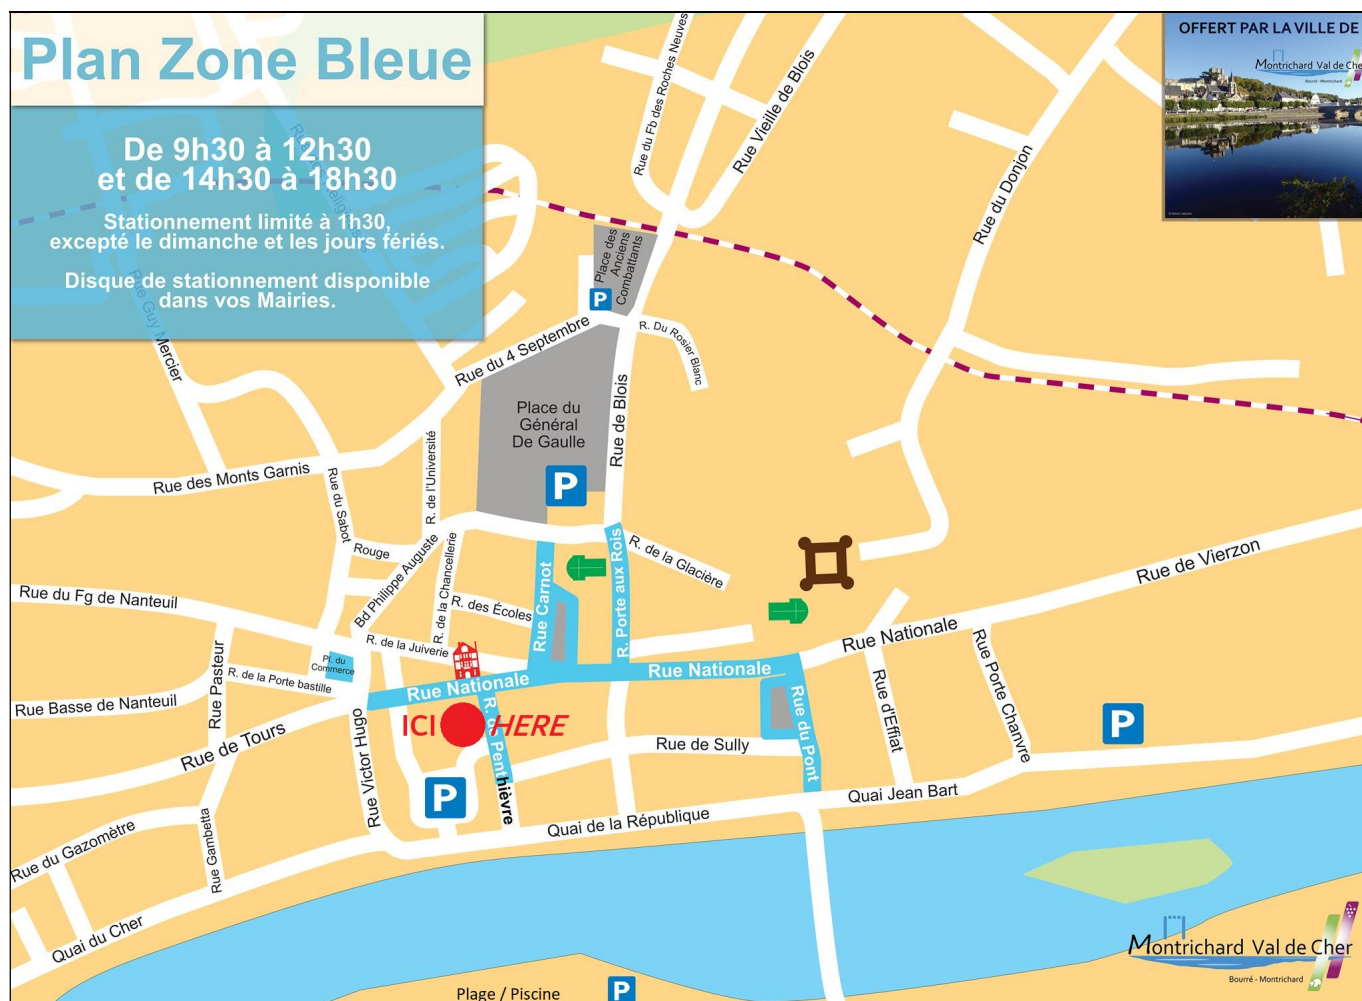 Plan Zone Bleue
De 9h30 à 12h30
et de 14h30 à 18h30
Stationnement limité à 1h30,
excepté le dimanche et les jours fériés.
Disque de stationnement disponible
dans vos Mairies.
OFFERT PAR LA VILLE DE
Montrichard Val de Cher
Bourré - Montrichard
Rue du Fb des Roches Neuves
Rue Vieille de Blois
Rue du Donjon
Rue Guy Mercier
Place des
Anciens
Combattants
P
R. Du Rosier Blanc
Rue du 4 Septembre
Rue de Blois
Place du
Général
De Gaulle
P
Rue des Monts Garnis
Rue du Sabot
Rouge
R. de l'Université
Bd Philippe Auguste
R. de la Chancellerie
R. des Écoles
Rue Carnot
R. Porte aux Rois
R. de la Glacière
Rue de Vierzon
Rue du Fg de Nanteuil
R. de la Juiverie
Pl. du
Commerce
Rue Pasteur
R. de la Porte bastille
Rue Basse de Nanteuil
Rue de Tours
Rue Nationale
Rue Nationale
Rue Nationale
ICI
HERE
R. de Penthièvre
Rue Victor Hugo
P
Rue de Sully
Rue du Pont
Rue d'Effiat
Rue Porte Chanvre
P
Quai Jean Bart
Quai de la République
Rue du Gazomètre
Rue Gambetta
Quai du Cher
Plage / Piscine
P
Montrichard Val de Cher
Bourré - Montrichard